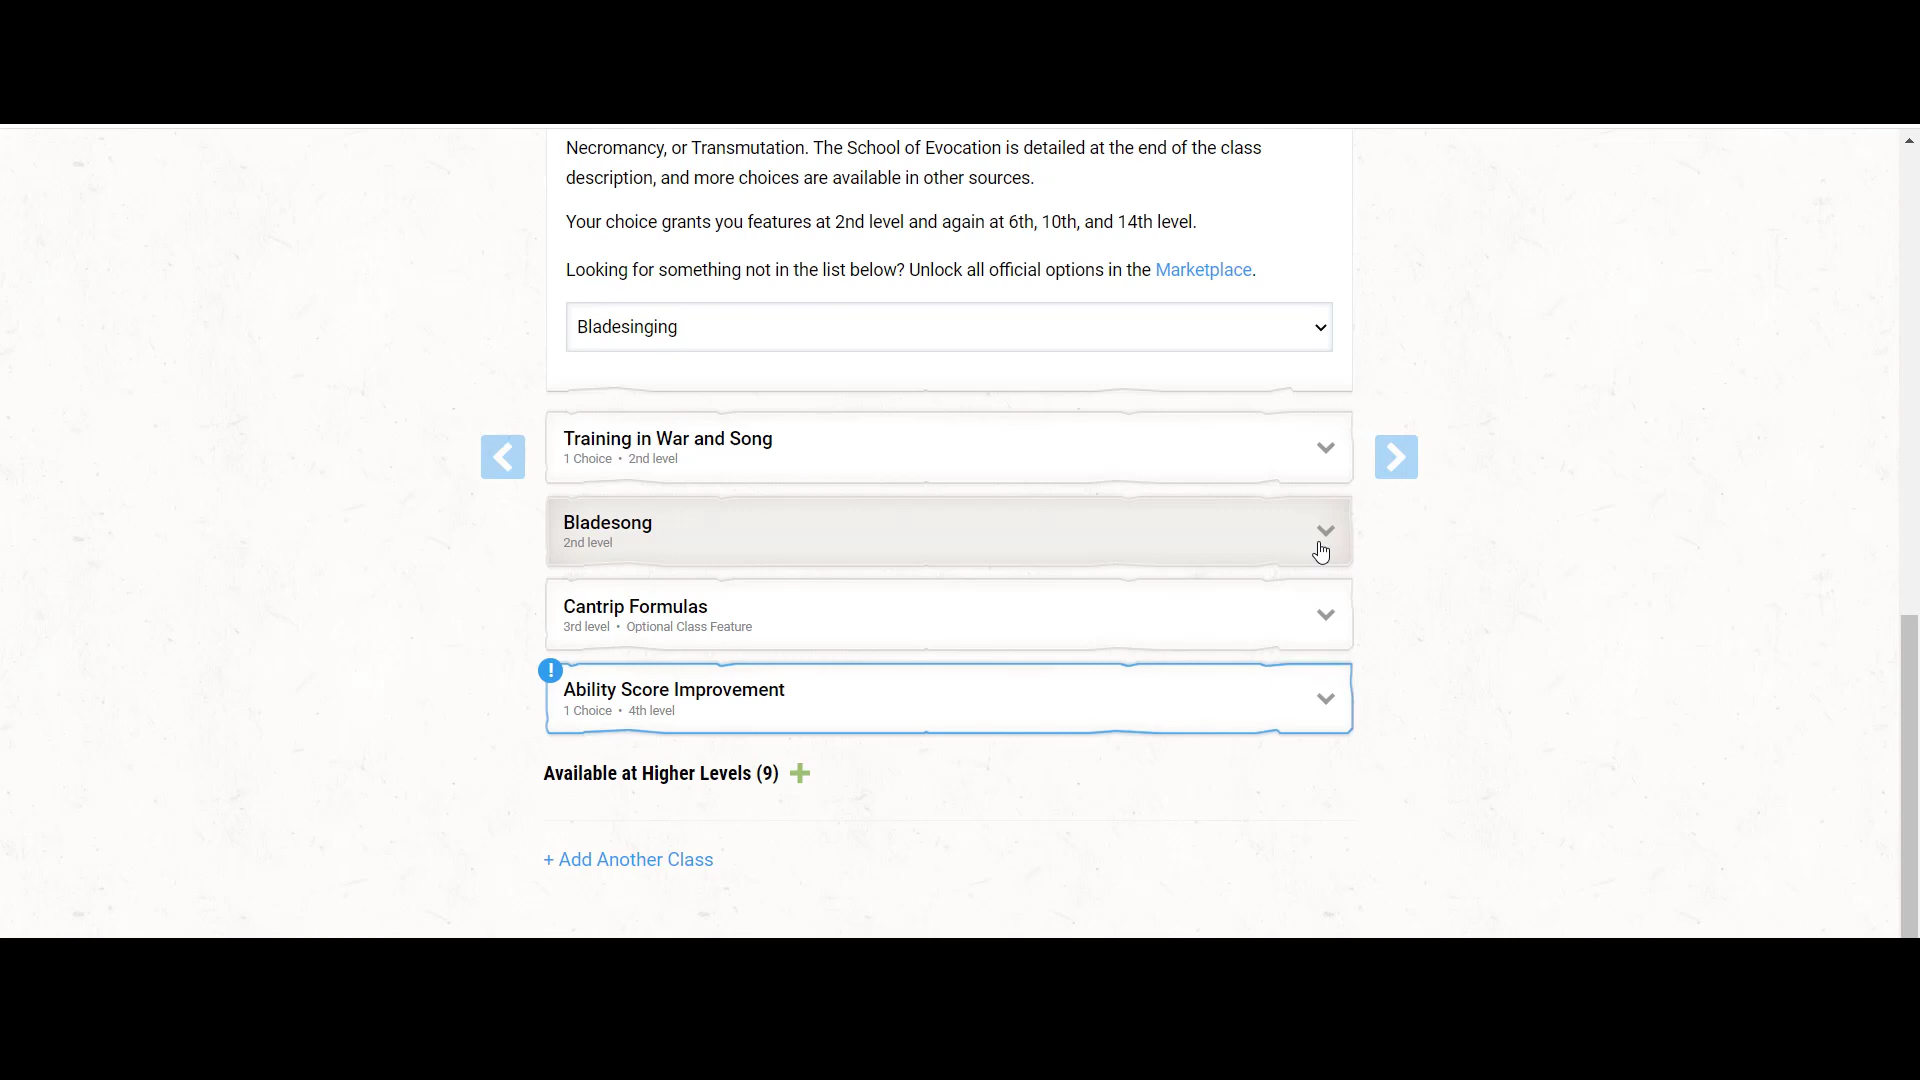 Necromancy, or Transmutation. The School of Evocation is detailed at the end of the class
description, and more choices are available in other sources.
Your choice grants you features at 2nd level and again at 6th, 10th, and 14th level.
Looking for something not in the list below? Unlock all official options in the Marketplace.
Bladesinging
Training in War and Song
1 Choice • 2nd level
Bladesong
2nd level
Cantrip Formulas
3rd level • Optional Class Feature
!
Ability Score Improvement
1 Choice • 4th level
Available at Higher Levels (9)
+ Add Another Class